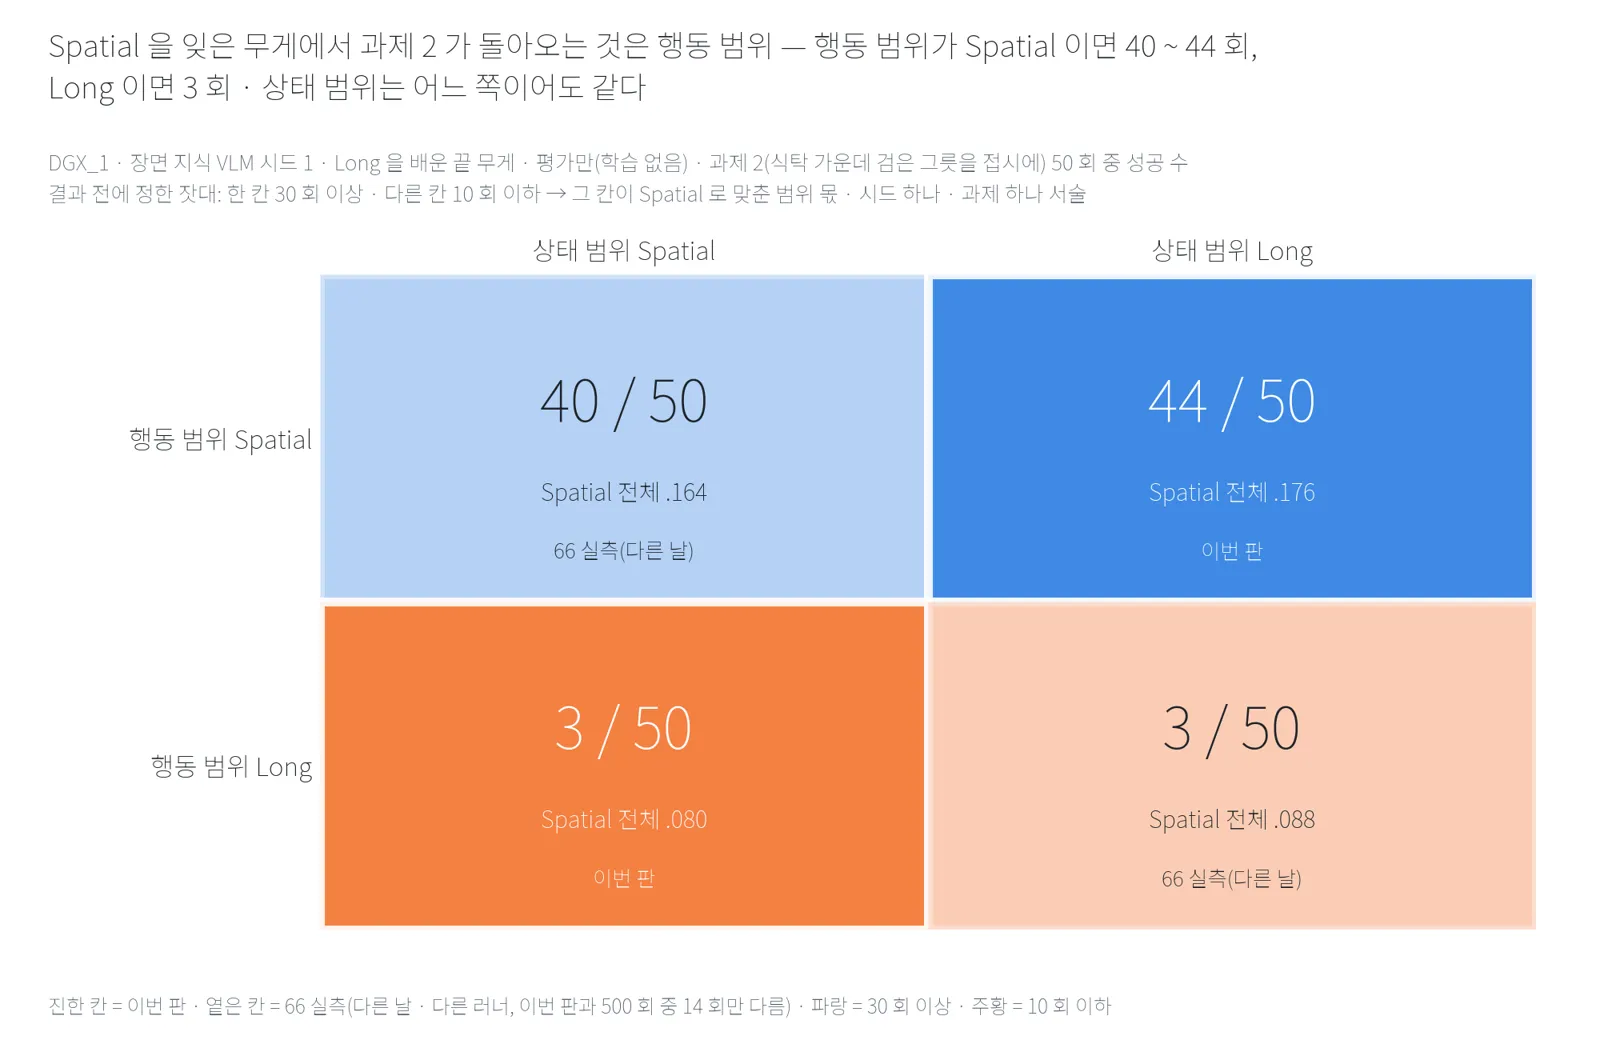 Spatial 을 잊은 무게에서 과제 2 가 돌아오는 것은 행동 범위 — 행동 범위가 Spatial 이면 40 ~ 44 회,
Long 이면 3 회 · 상태 범위는 어느 쪽이어도 같다
DGX_1 · 장면 지식 VLM 시드 1 · Long 을 배운 끝 무게 · 평가만(학습 없음) · 과제 2(식탁 가운데 검은 그릇을 접시에) 50 회 중 성공 수
결과 전에 정한 잣대: 한 칸 30 회 이상 · 다른 칸 10 회 이하 → 그 칸이 Spatial 로 맞춘 범위 몫 · 시드 하나 · 과제 하나 서술
상태 범위 Spatial
상태 범위 Long
행동 범위 Spatial
40 / 50
Spatial 전체 .164
66 실측(다른 날)
44 / 50
Spatial 전체 .176
이번 판
행동 범위 Long
3 / 50
Spatial 전체 .080
이번 판
3 / 50
Spatial 전체 .088
66 실측(다른 날)
진한 칸 = 이번 판 · 옅은 칸 = 66 실측(다른 날 · 다른 러너, 이번 판과 500 회 중 14 회만 다름) · 파랑 = 30 회 이상 · 주황 = 10 회 이하